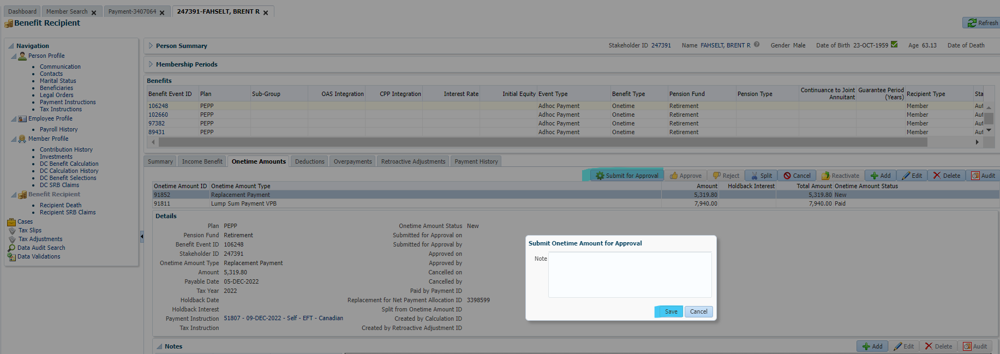 Dashboard Member Search Payment-3407064 247391-FAHSELT, BRENT R
Benefit Recipient Refresh
Navigation
Person Profile
Communication
Contacts
Marital Status
Beneficiaries
Legal Orders
Payment Instructions
Tax Instructions
Employee Profile
Payroll History
Member Profile
Contribution History
Investments
DC Benefit Calculation
DC Calculation History
DC Benefit Selections
DC SRB Claims
Benefit Recipient
Recipient Death
Recipient SRB Claims
Cases
Tax Slips
Tax Adjustments
Data Audit Search
Data Validations
Person Summary Stakeholder ID 247391 Name FAHSELT, BRENT R Gender Male Date of Birth 23-OCT-1959 Age 63.13 Date of Death
Membership Periods
Benefits
Benefit Event ID Plan Sub-Group OAS Integration CPP Integration Interest Rate Initial Equity Event Type Benefit Type Pension Fund Pension Type Continuance to Joint Annuitant Guarantee Period (Years) Recipient Type Sta
106248 PEPP Adhoc Payment Onetime Retirement Member Aut
102660 PEPP Adhoc Payment Onetime Retirement Member Aut
97382 PEPP Adhoc Payment Onetime Retirement Member Aut
89431 PEPP Adhoc Payment Onetime Retirement Member Aut
Summary Income Benefit Onetime Amounts Deductions Overpayments Retroactive Adjustments Payment History
Submit for Approval Approve Reject Split Cancel Reactivate Add Edit Delete Audit
Onetime Amount ID Onetime Amount Type Amount Holdback Interest Total Amount Onetime Amount Status
91852 Replacement Payment 5,319.80 5,319.80 New
91811 Lump Sum Payment VPB 7,940.00 7,940.00 Paid
Details
Plan PEPP Onetime Amount Status New
Pension Fund Retirement Submitted for Approval on
Benefit Event ID 106248 Submitted for Approval by
Stakeholder ID 247391 Approved on
Onetime Amount Type Replacement Payment Approved by
Amount 5,319.80 Cancelled on
Payable Date 05-DEC-2022 Cancelled by
Tax Year 2022 Paid by Payment ID
Holdback Date Replacement for Net Payment Allocation ID 3398599
Holdback Interest Split from Onetime Amount ID
Payment Instruction 51807 - 09-DEC-2022 - Self - EFT - Canadian Created by Calculation ID
Tax Instruction Created by Retroactive Adjustment ID
Submit Onetime Amount for Approval
Note
Save Cancel
Notes Add Edit Delete Audit